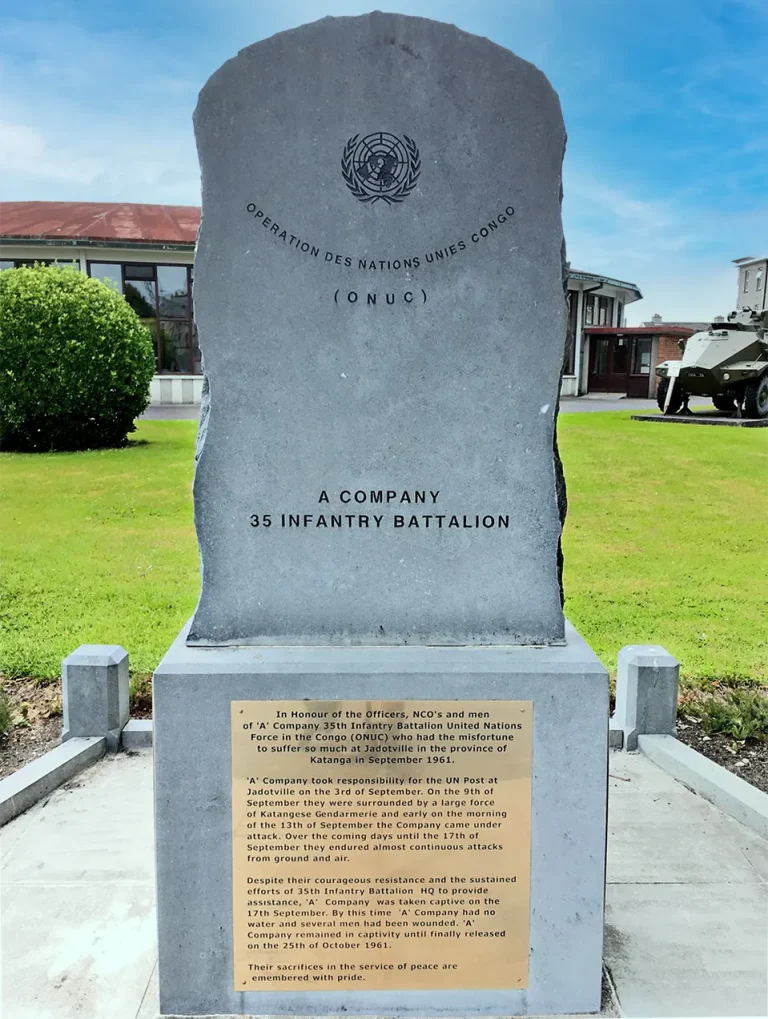 OPERATION DES NATIONS UNIES CONGO
(ONUC)
A COMPANY
35 INFANTRY BATTALION
In Honour of the Officers, NCO's and men
of 'A' Company 35th Infantry Battalion United Nations
Force in the Congo (ONUC) who had the misfortune
to suffer so much at Jadotville in the province of
Katanga in September 1961.
'A' Company took responsibility for the UN Post at
Jadotville on the 3rd of September. On the 9th of
September they were surrounded by a large force
of Katangese Gendarmerie and early on the morning
of the 13th of September the Company came under
attack. Over the coming days until the 17th of
September they endured almost continuous attacks
from ground and air.
Despite their courageous resistance and the sustained
efforts of 35th Infantry Battalion HQ to provide
assistance, 'A' Company was taken captive on the
17th September. By this time 'A' Company had no
water and several men had been wounded. 'A'
Company remained in captivity until finally released
on the 25th of October 1961.
Their sacrifices in the service of peace are
emembered with pride.